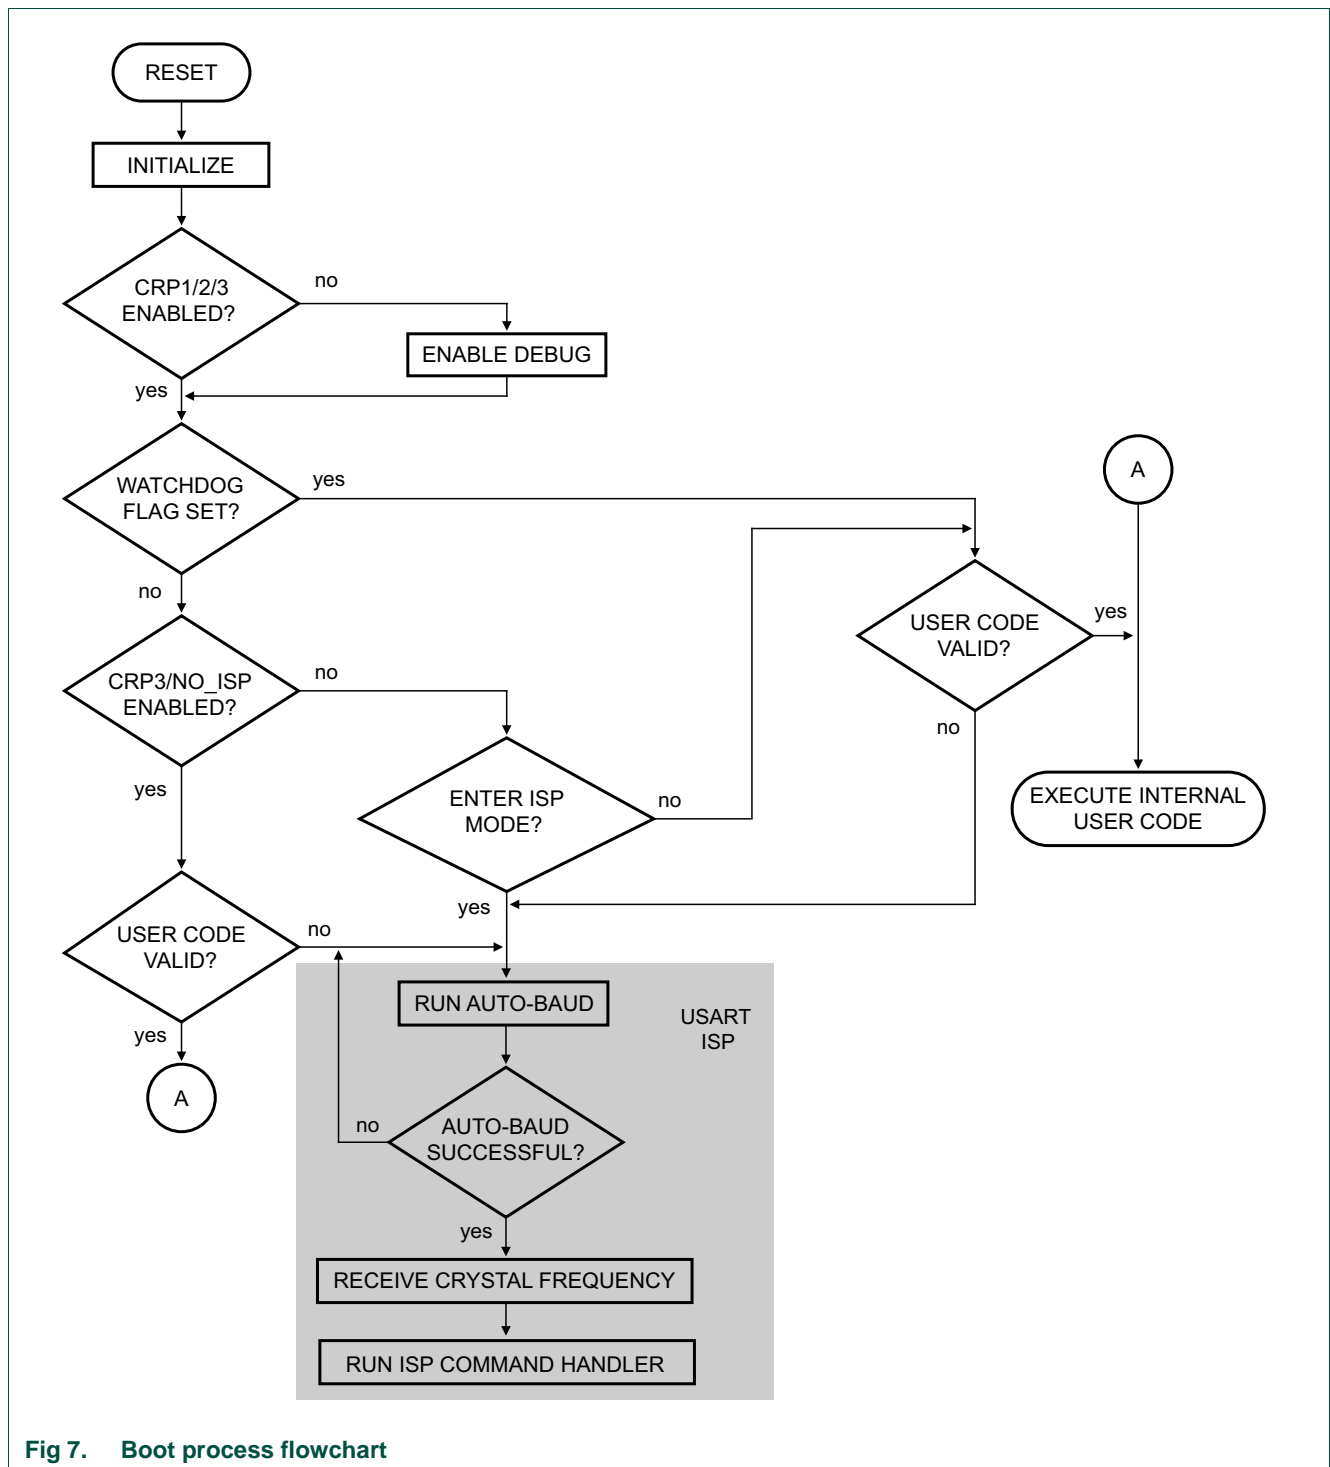 RESET
INITIALIZE
CRP1/2/3
ENABLED?
no
ENABLE DEBUG
yes
WATCHDOG
FLAG SET?
yes
A
no
USER CODE
VALID?
yes
no
CRP3/NO_ISP
ENABLED?
no
yes
ENTER ISP
MODE?
no
EXECUTE INTERNAL
USER CODE
yes
USER CODE
VALID?
no
RUN AUTO-BAUD
USART
ISP
yes
A
AUTO-BAUD
SUCCESSFUL?
no
yes
RECEIVE CRYSTAL FREQUENCY
RUN ISP COMMAND HANDLER
Fig 7. Boot process flowchart